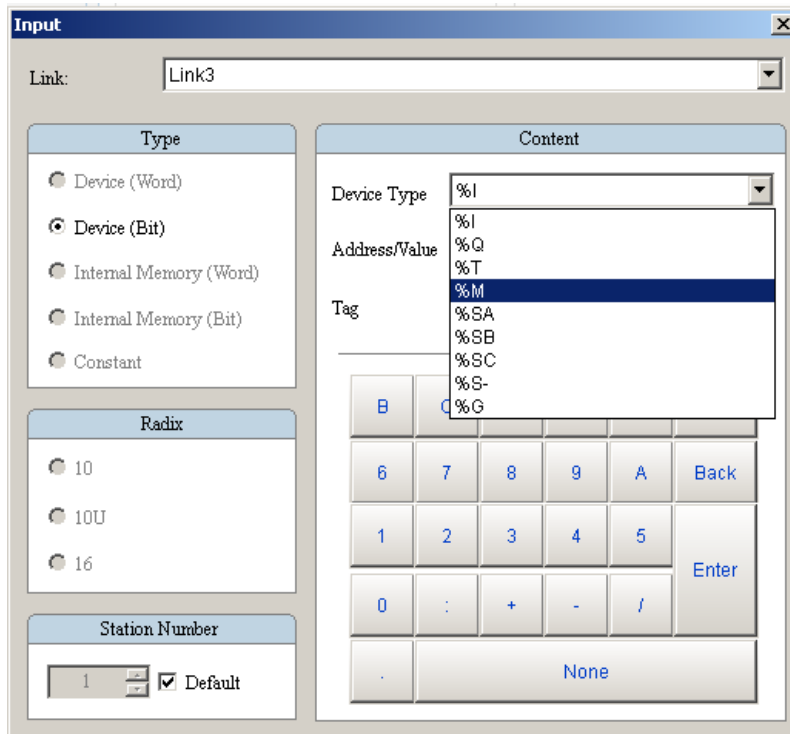 Input
Link:
Link3
Type
Device (Word)
Device (Bit)
Internal Memory (Word)
Internal Memory (Bit)
Constant
Radix
10
10U
16
Station Number
1
Default
Content
Device Type
%I
%I
%Q
%T
%M
%SA
%SB
%SC
%S-
%G
Address/Value
Tag
B
6 7 8 9 A Back
1 2 3 4 5
Enter
0 : + - /
. None